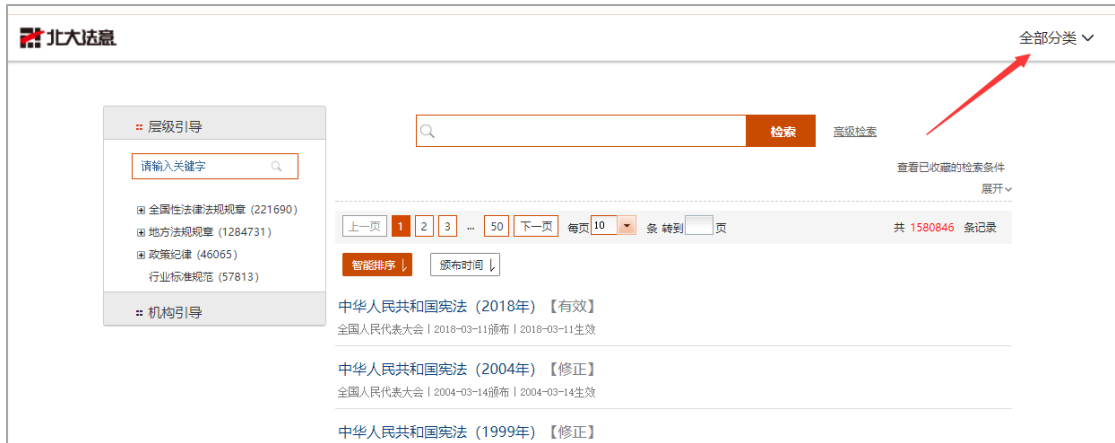 北大法意
全部分类
层级引导
请输入关键字
全国性法律法规规章 (221690)
地方法规规章 (1284731)
政策纪律 (46065)
行业标准规范 (57813)
机构引导
检索 高级检索
查看已收藏的检索条件
展开
上一页 1 2 3 … 50 下一页 每页 10 条 转到 页 共 1580846 条记录
智能排序 颁布时间
中华人民共和国宪法（2018年）【有效】
全国人民代表大会 | 2018-03-11颁布 | 2018-03-11生效
中华人民共和国宪法（2004年）【修正】
全国人民代表大会 | 2004-03-14颁布 | 2004-03-14生效
中华人民共和国宪法（1999年）【修正】